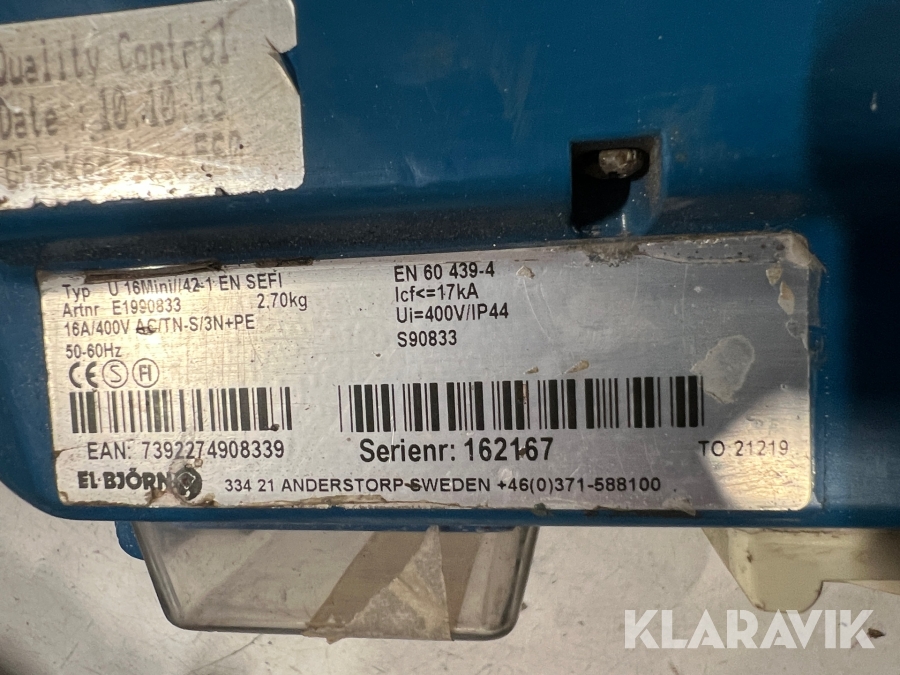 Quality Control
Date : 10.10.13
Typ U 16Mini//42-1 EN SEFI
Artnr E1990833 2.70kg
16A/400V AC/TN-S/3N+PE
50-60Hz
CE S FI
EN 60 439-4
Icf<=17kA
Ui=400V/IP44
S90833
EAN: 7392274908339
Serienr: 162167
TO 21219
EL·BJÖRN
334 21 ANDERSTORP SWEDEN +46(0)371-588100
KLARAVIK